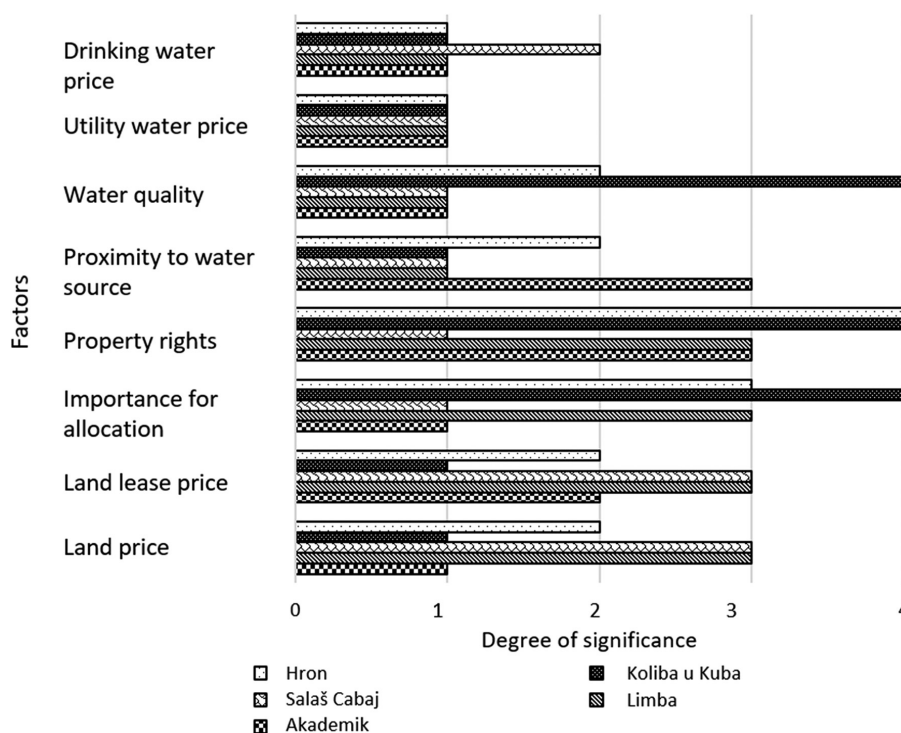 Drinking water
price
Utility water price
Water quality
Proximity to water
source
Property rights
Importance for
allocation
Land lease price
Land price
Factors
0 1 2 3 4
Degree of significance
Hron Koliba u Kuba
Salaš Cabaj Limba
Akademik